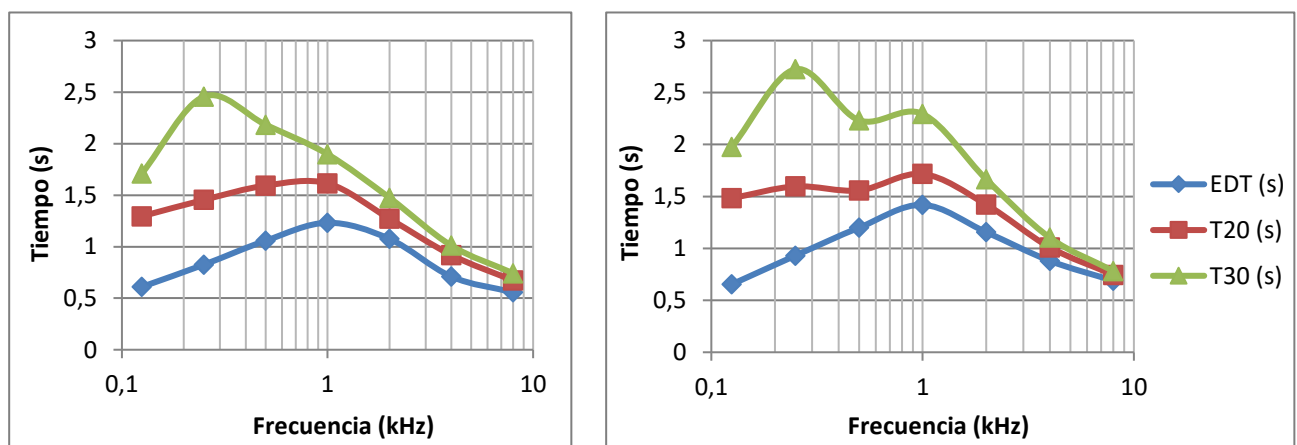 3
2,5
2
1,5
1
0,5
0
Tiempo (s)
0,1
1
10
Frecuencia (kHz)
3
2,5
2
1,5
1
0,5
0
Tiempo (s)
0,1
1
10
Frecuencia (kHz)
EDT (s)
T20 (s)
T30 (s)